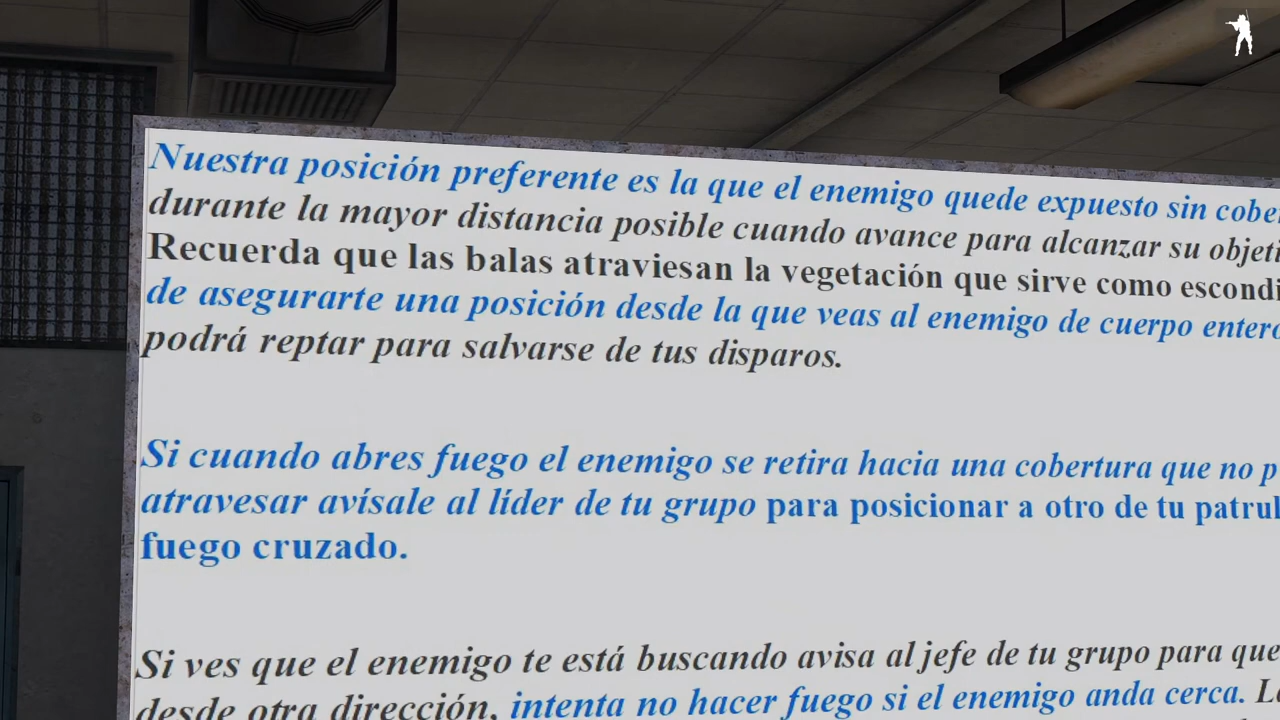 Nuestra posición preferente es la que el enemigo quede expuesto sin
durante la mayor distancia posible cuando avance para alcanzar su
Recuerda que las balas atraviesan la vegetación que sirve como
de asegurarte una posición desde la que veas al enemigo de cuerpo
podrá reptar para salvarse de tus disparos.
Si cuando abres fuego el enemigo se retira hacia una cobertura que no
atravesar avísale al líder de tu grupo para posicionar a otro de tu
fuego cruzado.
Si ves que el enemigo te está buscando avisa al jefe de tu grupo para que
desde otra dirección, intenta no hacer fuego si el enemigo anda cerca.